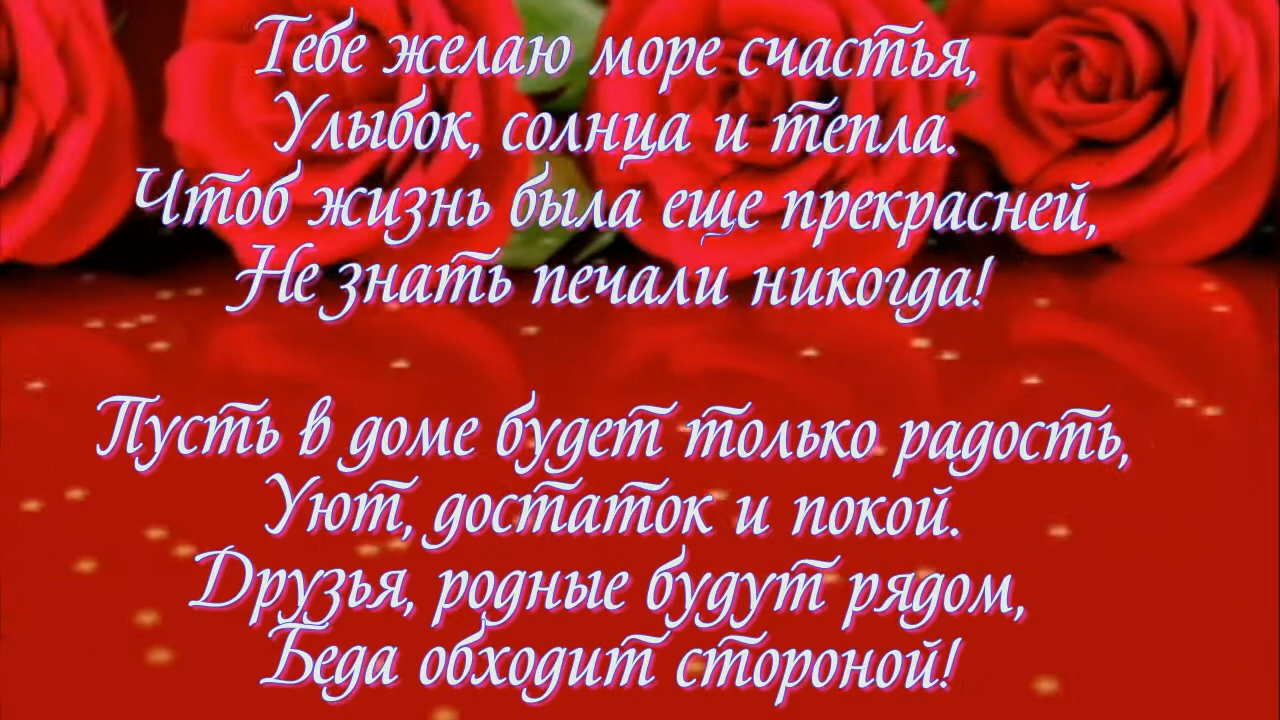 Тебе желаю море счастья,
Улыбок, солнца и тепла.
Чтоб жизнь была еще прекрасней,
Не знать печали никогда!
Пусть в доме будет только радость,
Уют, достаток и покой.
Друзья, родные будут рядом,
Беда обходит стороной!